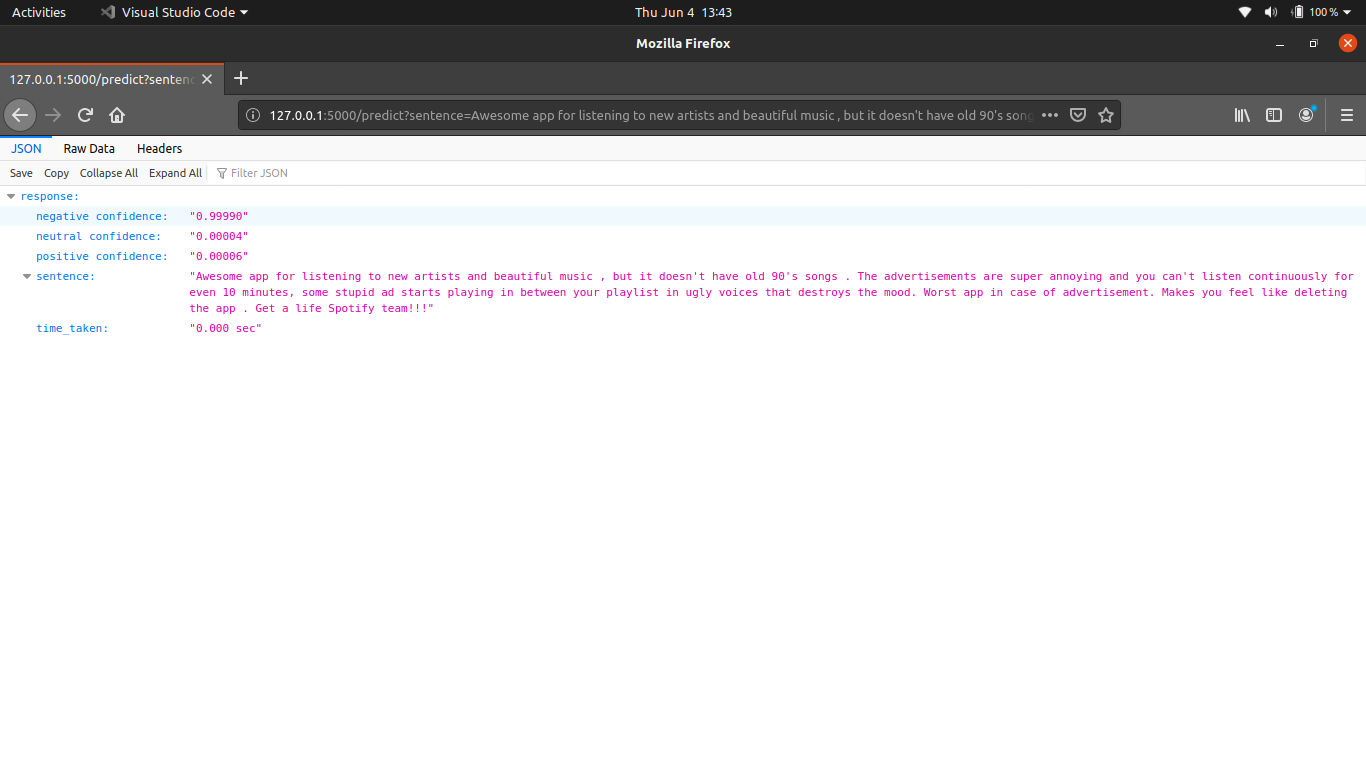 Activities Visual Studio Code Thu Jun 4 13:43 100 %
Mozilla Firefox
127.0.0.1:5000/predict?senten
127.0.0.1:5000/predict?sentence=Awesome app for listening to new artists and beautiful music , but it doesn't have old 90's song
JSON Raw Data Headers
Save Copy Collapse All Expand All Filter JSON
response:
negative confidence: "0.99990"
neutral confidence: "0.00004"
positive confidence: "0.00006"
sentence: "Awesome app for listening to new artists and beautiful music , but it doesn't have old 90's songs . The advertisements are super annoying and you can't listen continuously for
even 10 minutes, some stupid ad starts playing in between your playlist in ugly voices that destroys the mood. Worst app in case of advertisement. Makes you feel like deleting
the app . Get a life Spotify team!!!"
time_taken: "0.000 sec"